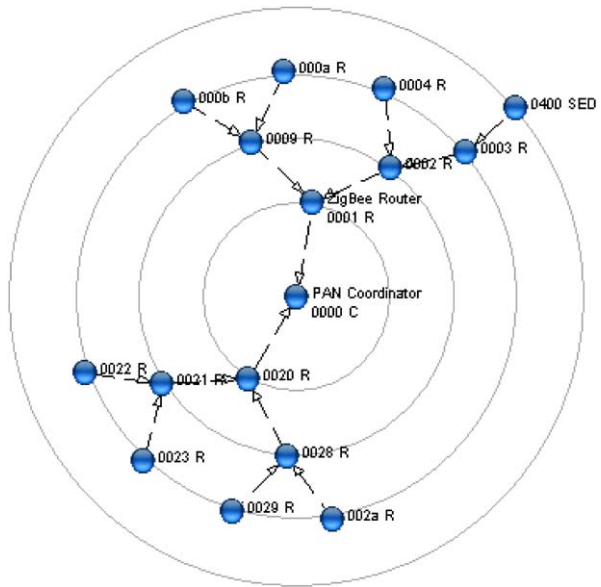 000a R
0004 R
000b R
0400 SED
0009 R
0003 R
0002 R
ZigBee Router
0001 R
PAN Coordinator
0000 C
0022 R
0021 R
0020 R
0023 R
0028 R
0029 R
002a R